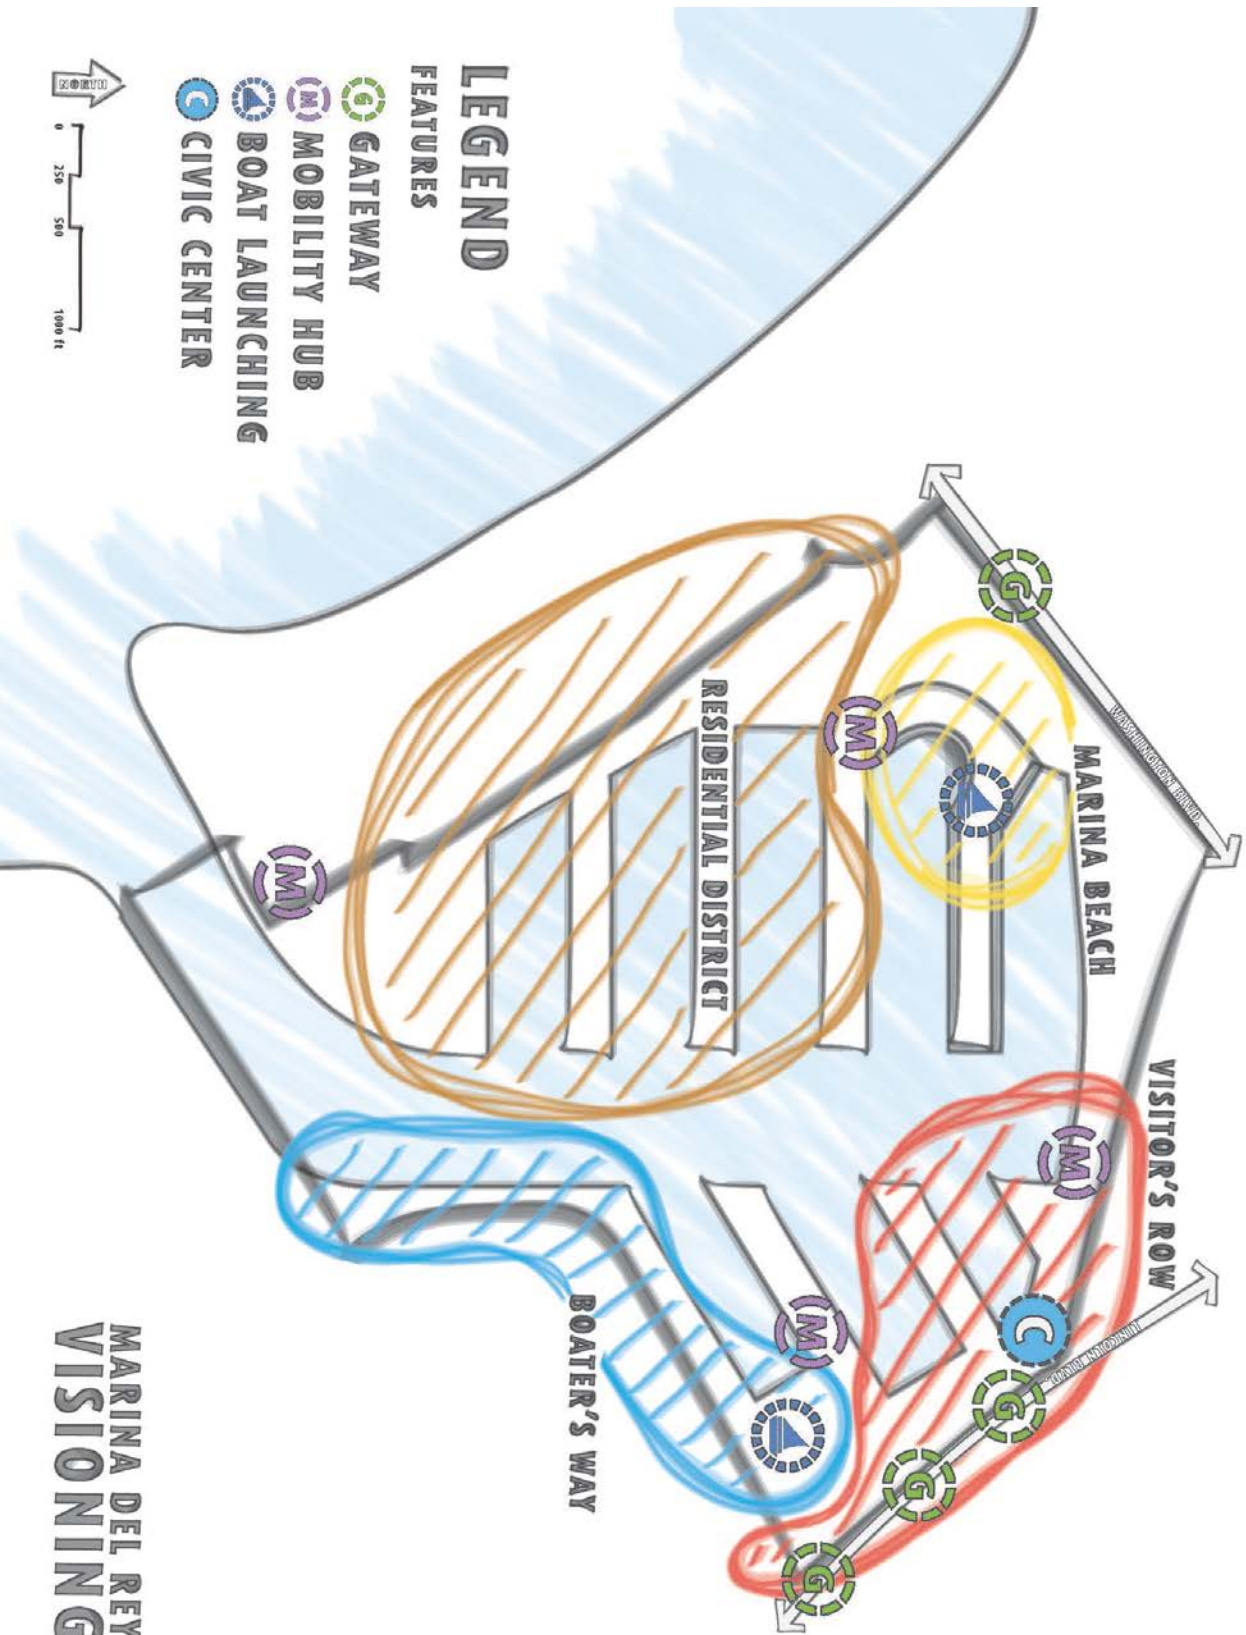 LEGEND
FEATURES
G GATEWAY
M MOBILITY HUB
BOAT LAUNCHING
C CIVIC CENTER
NORTH
0 250 500 1000 ft
WASHINGTON BLVD.
G
MARINA BEACH
M
RESIDENTIAL DISTRICT
M
VISITOR'S ROW
M
LINCOLN BLVD.
C
G
G
G
M
BOATER'S WAY
MARINA DEL REY
VISIONING